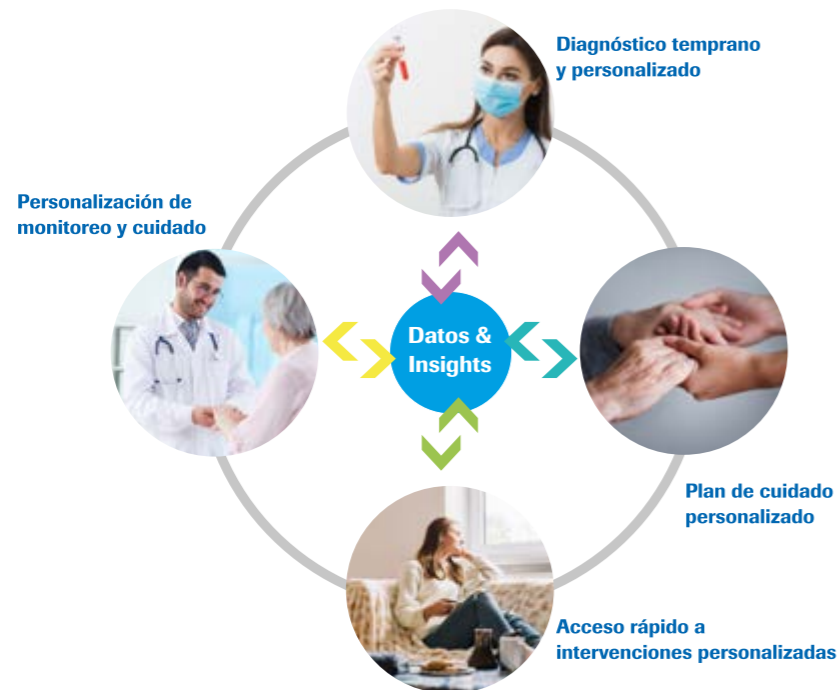 Diagnóstico temprano
y personalizado
Personalización de
monitoreo y cuidado
Datos &
Insights
Plan de cuidado
personalizado
Acceso rápido a
intervenciones personalizadas